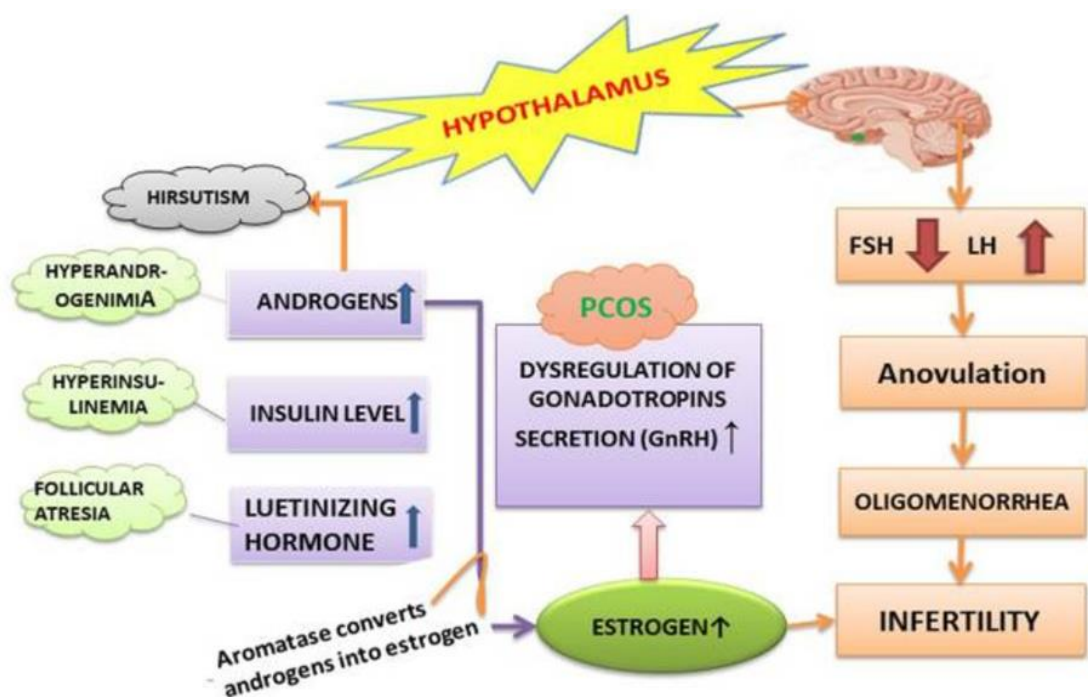 HYPOTHALAMUS
HIRSUTISM
HYPERANDR-
OGENIMIA
ANDROGENS↑
HYPERINSU-
LINEMIA
INSULIN LEVEL↑
FOLLICULAR
ATRESIA
LUETINIZING
HORMONE ↑
Aromatase converts
androgens into estrogen
PCOS
DYSREGULATION OF
GONADOTROPINS
SECRETION (GnRH) ↑
ESTROGEN↑
FSH ↓ LH ↑
Anovulation
OLIGOMENORRHEA
INFERTILITY